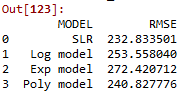 Out[123]:
MODEL RMSE
0 SLR 232.833501
1 Log model 253.558040
2 Exp model 272.420712
3 Poly model 240.827776